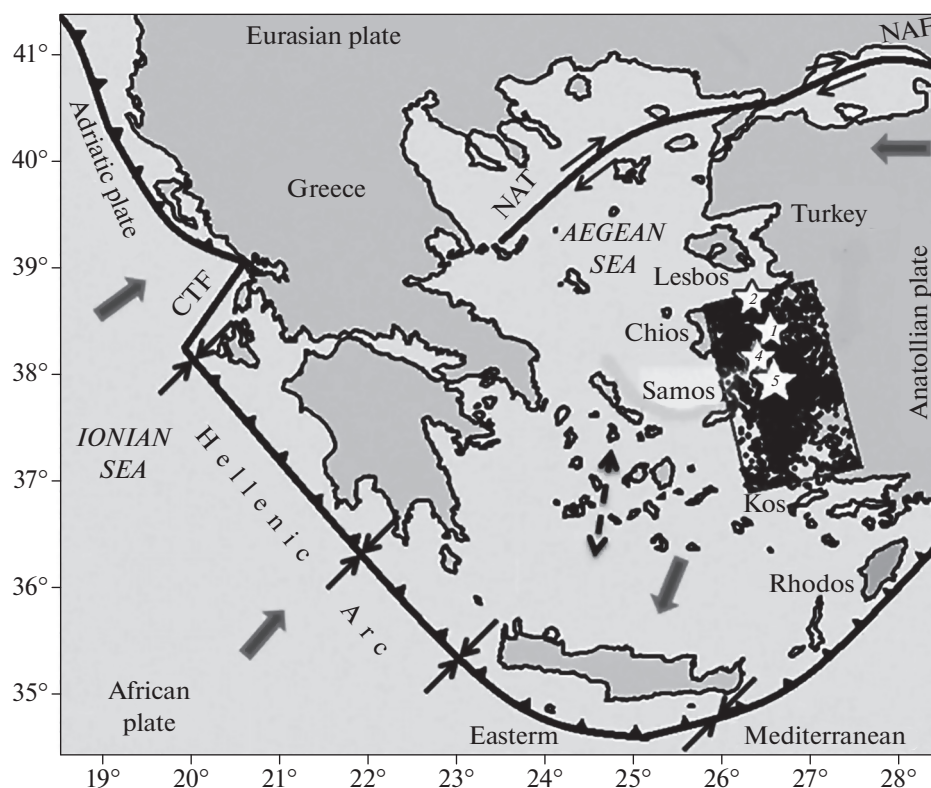 41°
40°
39°
38°
37°
36°
35°
Eurasian plate
NAF
Adriatic plate
Greece
NAT
Turkey
AEGEAN
SEA
Lesbos
2
CTF
Chios
1
4
Anatollian plate
Samos
5
IONIAN
SEA
Hellenic
Kos
Rhodos
Arc
African
plate
Easterm
Mediterranean
19° 20° 21° 22° 23° 24° 25° 26° 27° 28°